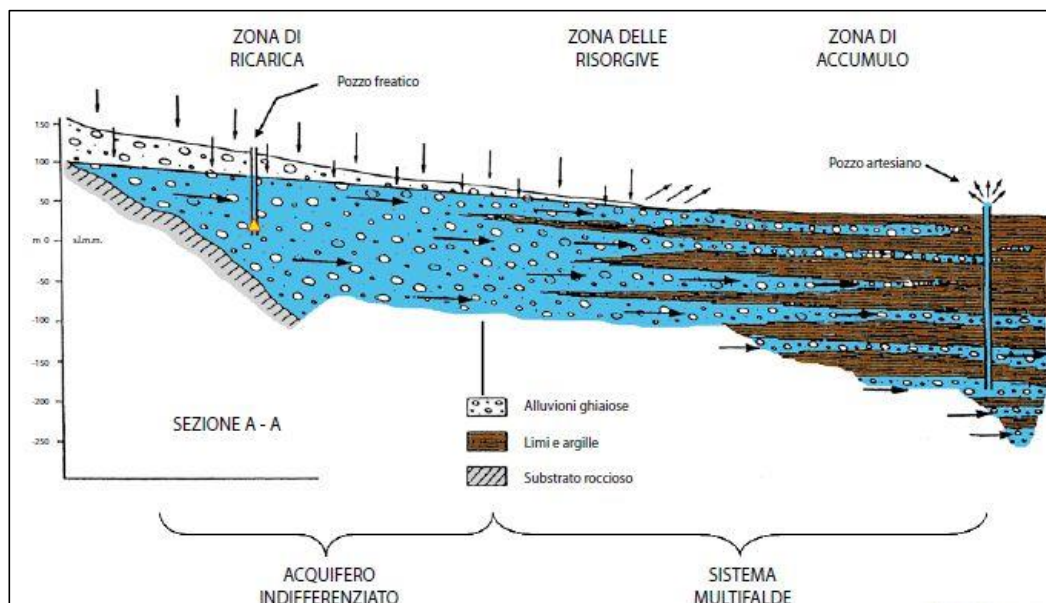 ZONA DI
RICARICA
ZONA DELLE
RISORGIVE
ZONA DI
ACCUMULO
Pozzo freatico
Pozzo artesiano
150
100
50
m 0
s.l.m.m.
-50
-100
-150
-200
-250
SEZIONE A - A
Alluvioni ghiaiose
Limi e argille
Substrato roccioso
ACQUIFERO
INDIFFERENZIATO
SISTEMA
MULTIFALDE